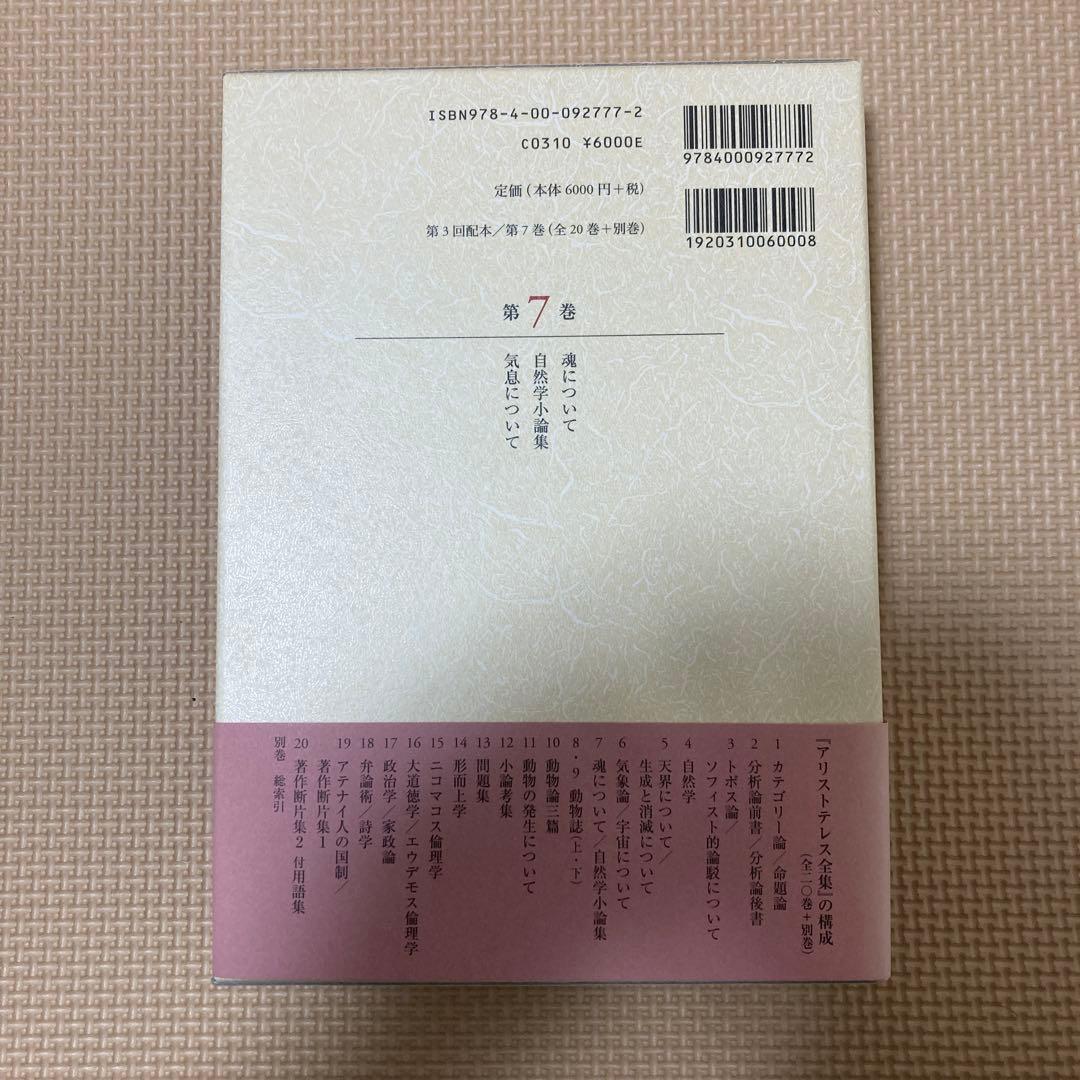 ISBN978-4-00-092777-2
C0310 ¥6000E
9784000927772
定価(本体6000円+税)
1920310060008
第3回配本/第7巻(全20巻+別巻)
第7巻
魂について
自然学小論集
気息について
『アリストテレス全集』の構成
(全二〇巻+別巻)
1 カテゴリー論/命題論
2 分析論前書/分析論後書
3 トポス論/
ソフィスト的論駁について
4 自然学
5 天界について/
生成と消滅について
6 気象論/宇宙について
7 魂について/自然学小論集
8・9 動物誌(上・下)
10 動物論三篇
11 動物の発生について
12 小論考集
13 問題集
14 形而上学
15 ニコマコス倫理学
16 大道徳学/エウデモス倫理学
17 政治学/家政論
18 弁論術/詩学
19 アテナイ人の国制/
著作断片集1
20 著作断片集2 付用語集
別巻 総索引